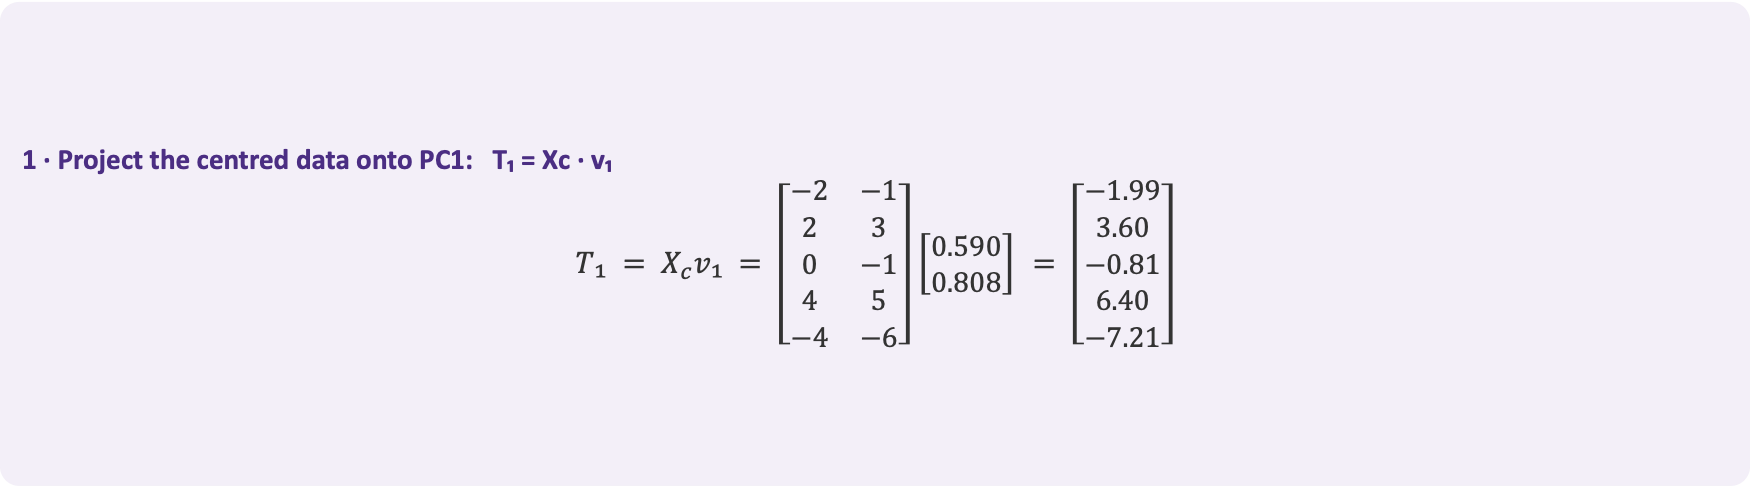 1 · Project the centred data onto PC1:   T₁ = Xc · v₁
T₁ = X_c v₁ = [−2 −1; 2 3; 0 −1; 4 5; −4 −6] [0.590; 0.808] = [−1.99; 3.60; −0.81; 6.40; −7.21]